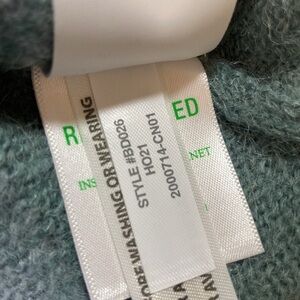 STYLE #BD026
HO21
2000714-CN01
ORE WASHING OR WEARING
R
ED
INS
NET